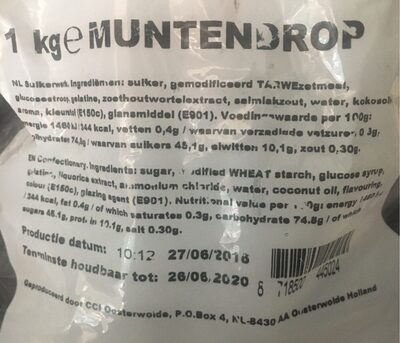 1 kg e MUNTENDROP
NL Suikerwerk. Ingrediënten: suiker, gemodificeerd TARWEzetmeel,
glucosestroop, gelatine, zoethoutwortelextract, salmiakzout, water, kokosolie
aroma, kleurstof (E150c), glansmiddel (E901). Voedingswaarde per 100g:
energie 1460kJ/344 kcal, vetten 0,4g / waarvan verzadigde vetzuren 0,3g,
koolhydraten 74,8g / waarvan suikers 45,1g, eiwitten 10,1g, zout 0,30g.
EN Confectionery. Ingredients: sugar, modified WHEAT starch, glucose syrup,
gelatine, liquorice extract, ammonium chloride, water, coconut oil, flavouring,
colour (E150c), glazing agent (E901). Nutritional value per 100g: energy
/ 344 kcal, fat 0.4g / of which saturates 0.3g, carbohydrate 74.8g / of which
sugars 45.1g, protein 10.1g, salt 0.30g.
Productie datum: 10:12 27/06/2018
Tenminste houdbaar tot: 26/06/2020
8 718500 445024
Geproduceerd door CCI Oosterwolde, P.O.Box 4, NL-8430 AA Oosterwolde Holland